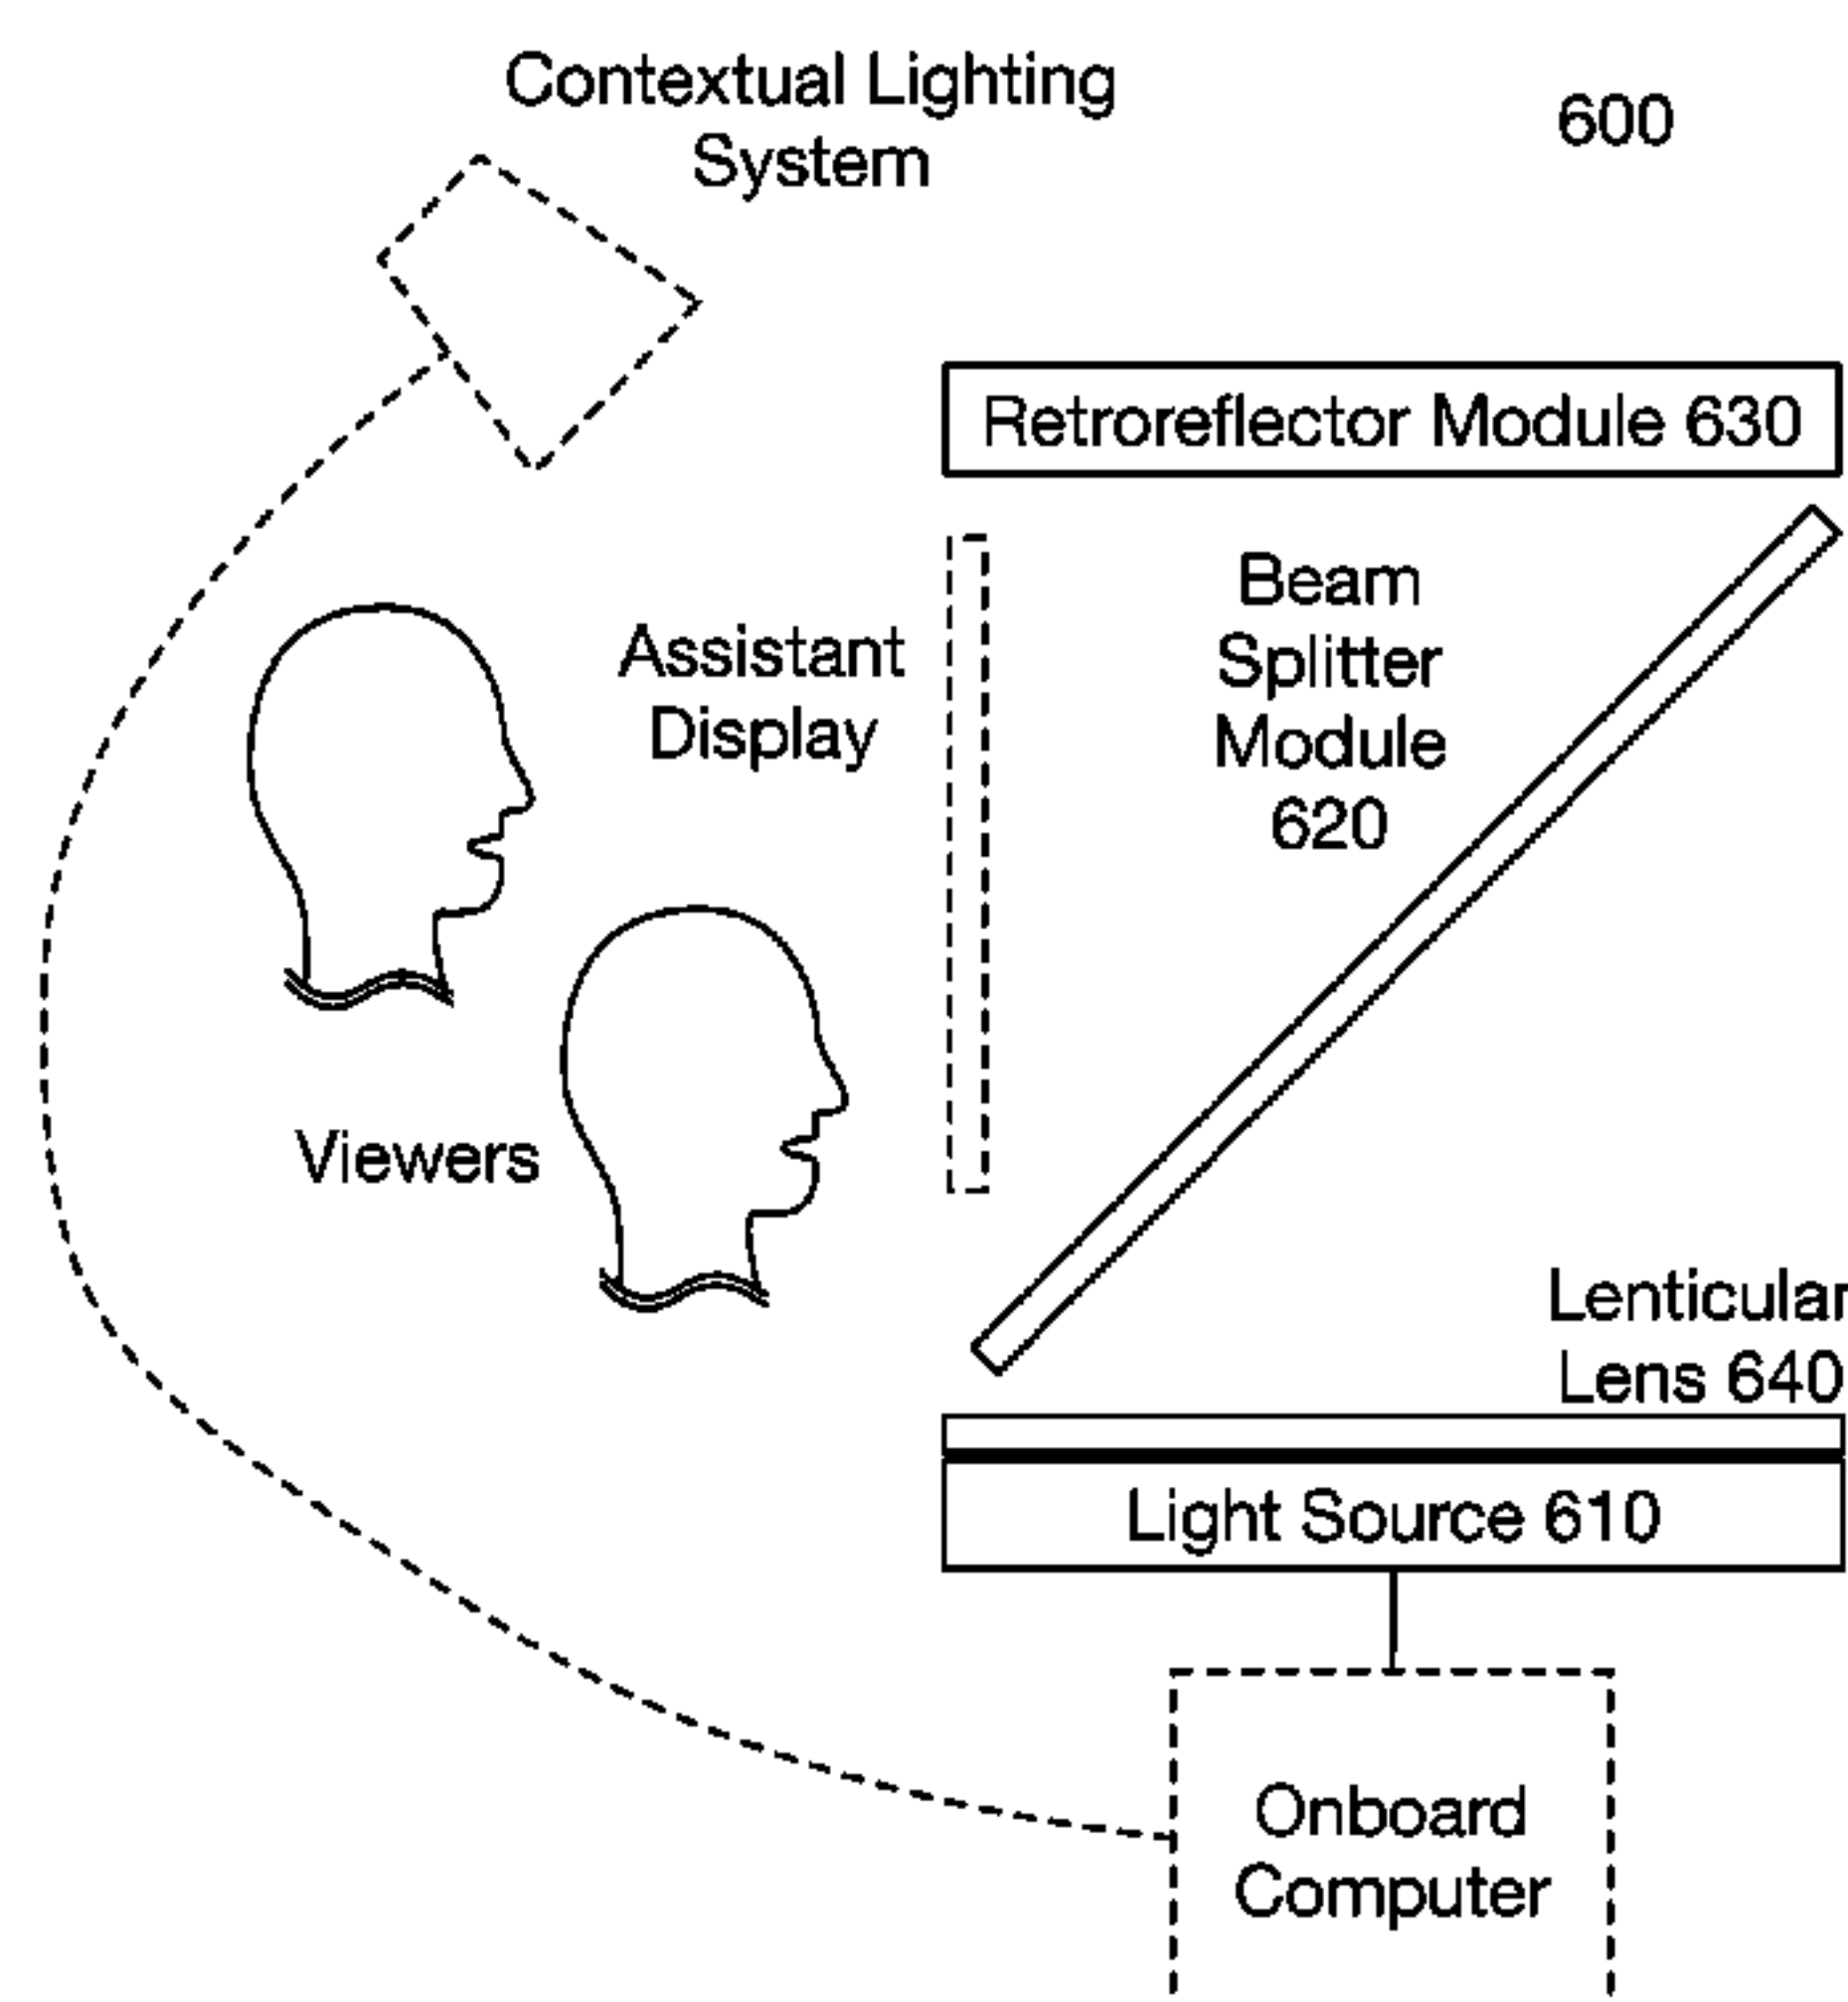 Contextual Lighting
System
600
Retroreflector Module 630
Assistant
Display
Beam
Splitter
Module
620
Viewers
Lenticular
Lens 640
Light Source 610
Onboard
Computer